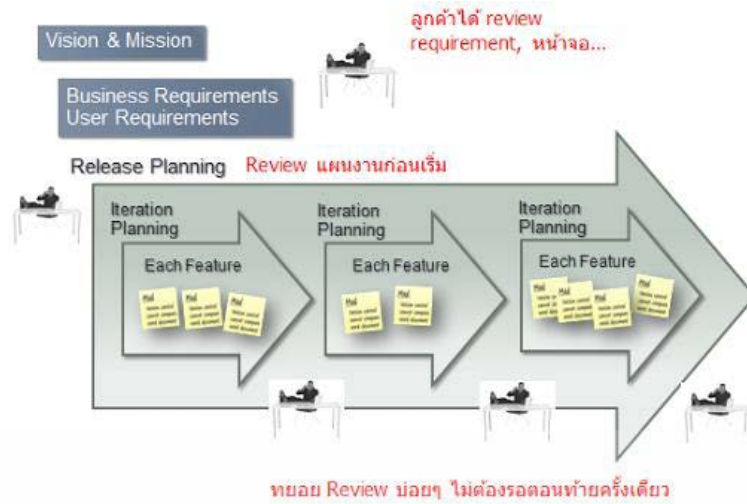 ลูกค้าได้ review
requirement, หน้าจอ...
Vision & Mission
Business Requirements
User Requirements
Release Planning
Review แผนงานก่อนเริ่ม
Iteration
Planning
Each Feature
Iteration
Planning
Each Feature
Iteration
Planning
Each Feature
ทยอย Review บ่อยๆ ไม่ต้องรอตอนท้ายครั้งเดียว